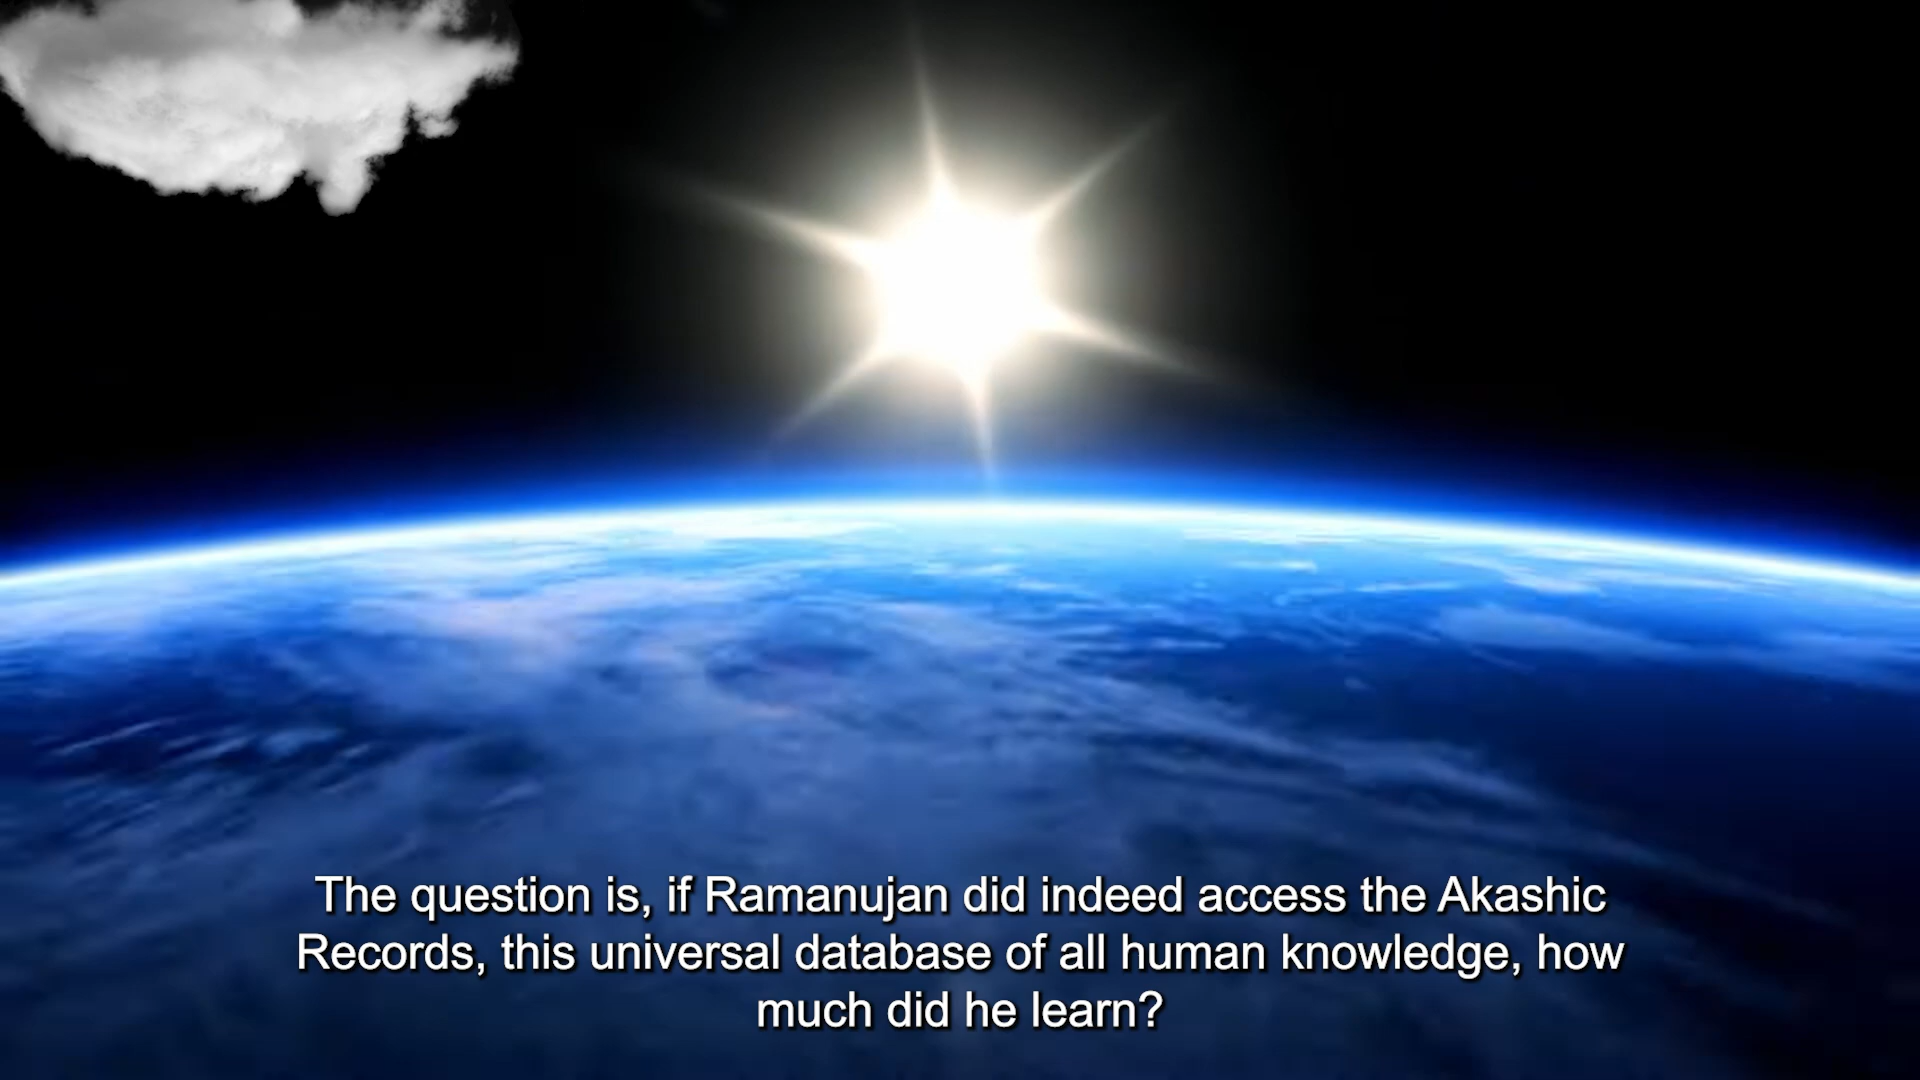 The question is, if Ramanujan did indeed access the Akashic
Records, this universal database of all human knowledge, how
much did he learn?